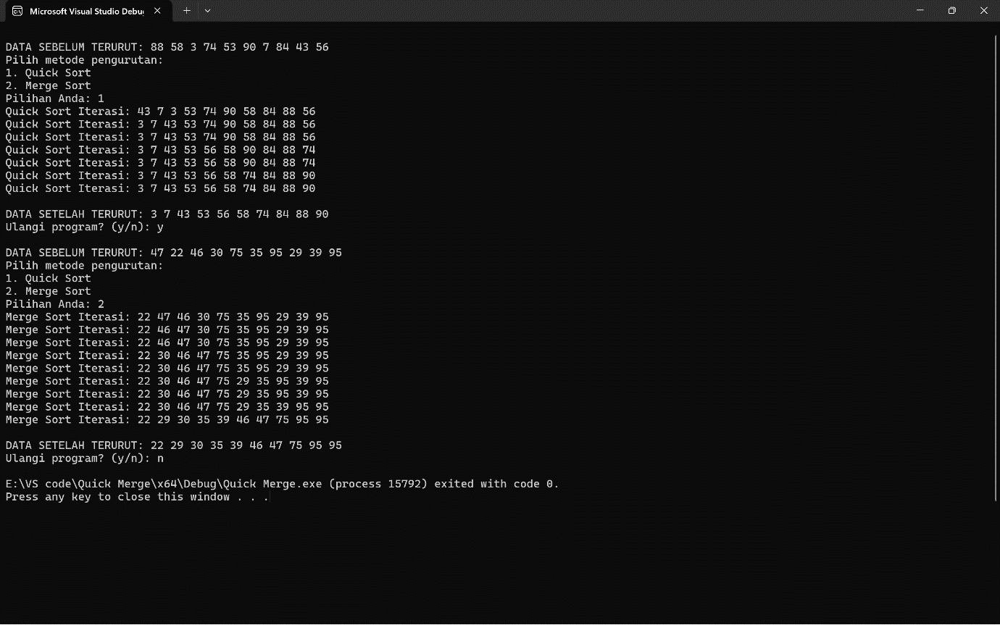 Microsoft Visual Studio Debu
DATA SEBELUM TERURUT: 88 58 3 74 53 90 7 84 43 56
Pilih metode pengurutan:
1. Quick Sort
2. Merge Sort
Pilihan Anda: 1
Quick Sort Iterasi: 43 7 3 53 74 90 58 84 88 56
Quick Sort Iterasi: 3 7 43 53 74 90 58 84 88 56
Quick Sort Iterasi: 3 7 43 53 74 90 58 84 88 56
Quick Sort Iterasi: 3 7 43 53 56 58 90 84 88 74
Quick Sort Iterasi: 3 7 43 53 56 58 90 84 88 74
Quick Sort Iterasi: 3 7 43 53 56 58 74 84 88 90
Quick Sort Iterasi: 3 7 43 53 56 58 74 84 88 90
DATA SETELAH TERURUT: 3 7 43 53 56 58 74 84 88 90
Ulangi program? (y/n): y
DATA SEBELUM TERURUT: 47 22 46 30 75 35 95 29 39 95
Pilih metode pengurutan:
1. Quick Sort
2. Merge Sort
Pilihan Anda: 2
Merge Sort Iterasi: 22 47 46 30 75 35 95 29 39 95
Merge Sort Iterasi: 22 46 47 30 75 35 95 29 39 95
Merge Sort Iterasi: 22 46 47 30 75 35 95 29 39 95
Merge Sort Iterasi: 22 30 46 47 75 35 95 29 39 95
Merge Sort Iterasi: 22 30 46 47 75 35 95 29 39 95
Merge Sort Iterasi: 22 30 46 47 75 29 35 95 39 95
Merge Sort Iterasi: 22 30 46 47 75 29 35 95 39 95
Merge Sort Iterasi: 22 30 46 47 75 29 35 39 95 95
Merge Sort Iterasi: 22 29 30 35 39 46 47 75 95 95
DATA SETELAH TERURUT: 22 29 30 35 39 46 47 75 95 95
Ulangi program? (y/n): n
E:\VS code\Quick Merge\x64\Debug\Quick Merge.exe (process 15792) exited with code 0.
Press any key to close this window . . .